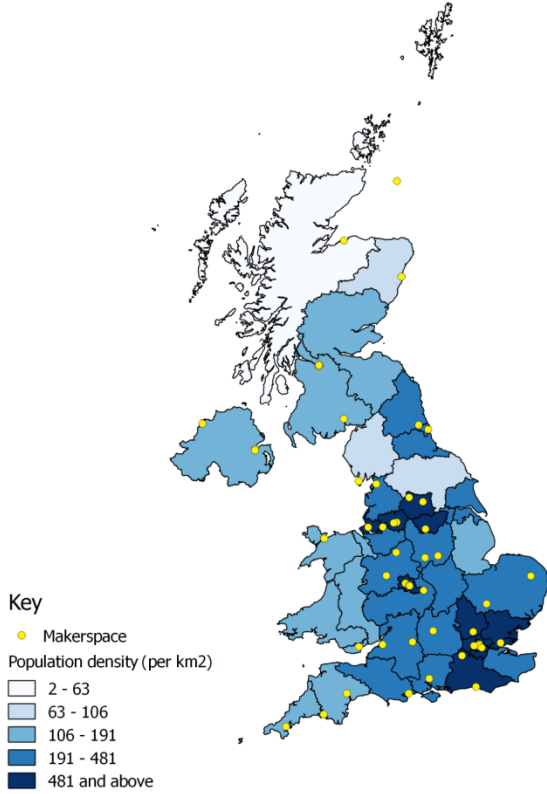 Key
Makerspace
Population density (per km2)
2 - 63
63 - 106
106 - 191
191 - 481
481 and above